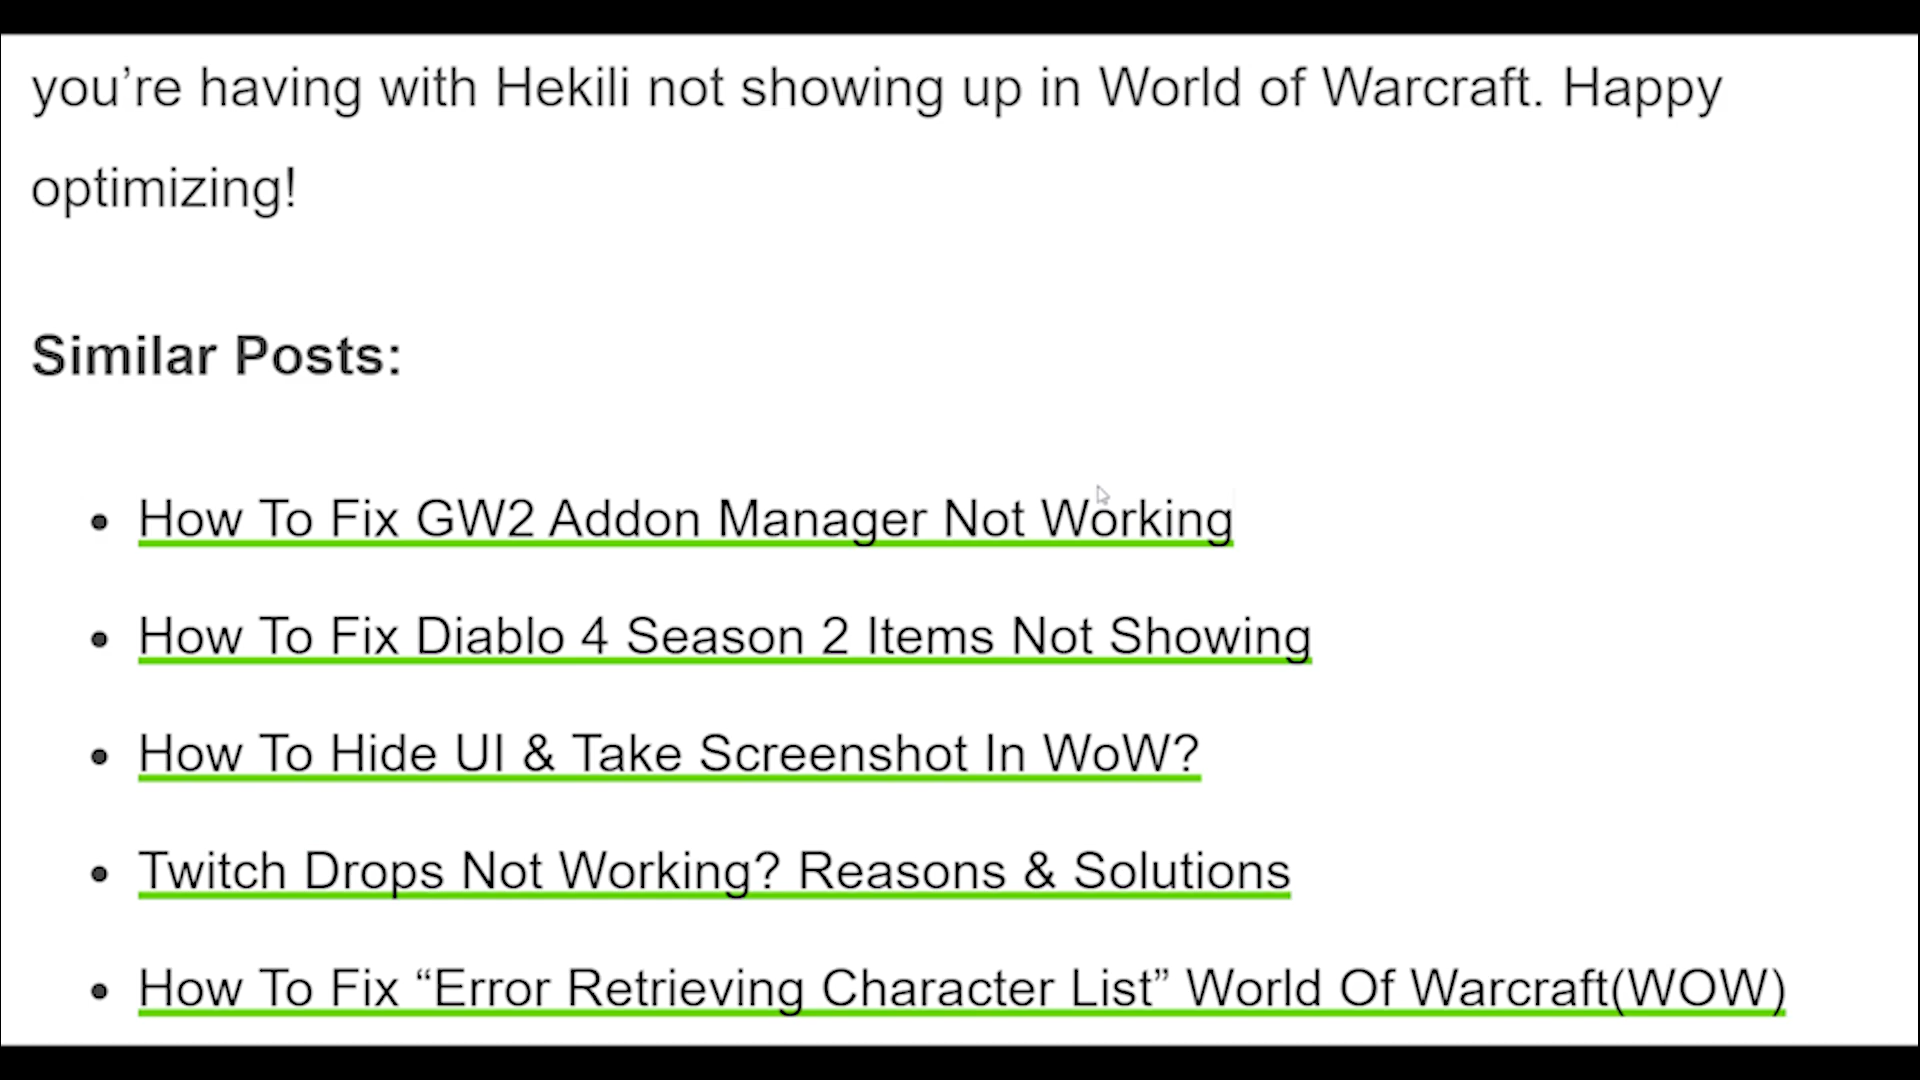 you’re having with Hekili not showing up in World of Warcraft. Happy
optimizing!
Similar Posts:
How To Fix GW2 Addon Manager Not Working
How To Fix Diablo 4 Season 2 Items Not Showing
How To Hide UI & Take Screenshot In WoW?
Twitch Drops Not Working? Reasons & Solutions
How To Fix “Error Retrieving Character List” World Of Warcraft(WOW)